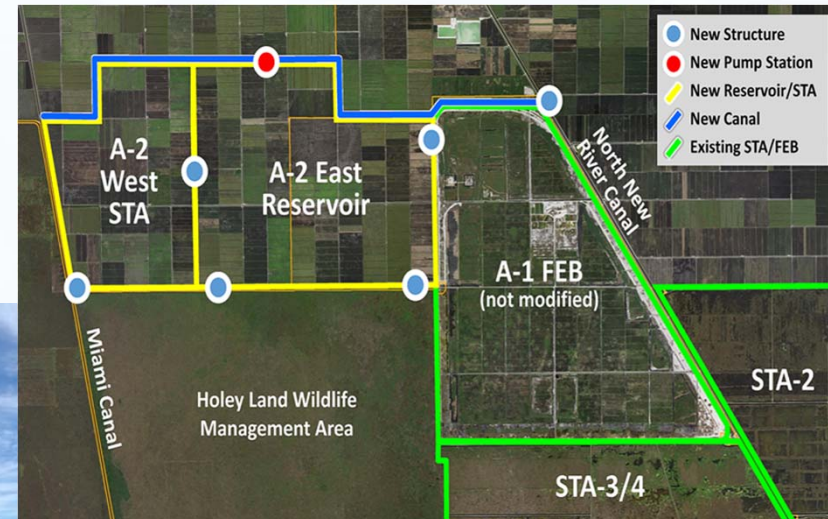 New Structure
New Pump Station
New Reservoir/STA
New Canal
Existing STA/FEB
A-2
West
STA
A-2 East
Reservoir
North New
River Canal
A-1 FEB
(not modified)
Miami Canal
Holey Land Wildlife
Management Area
STA-2
STA-3/4